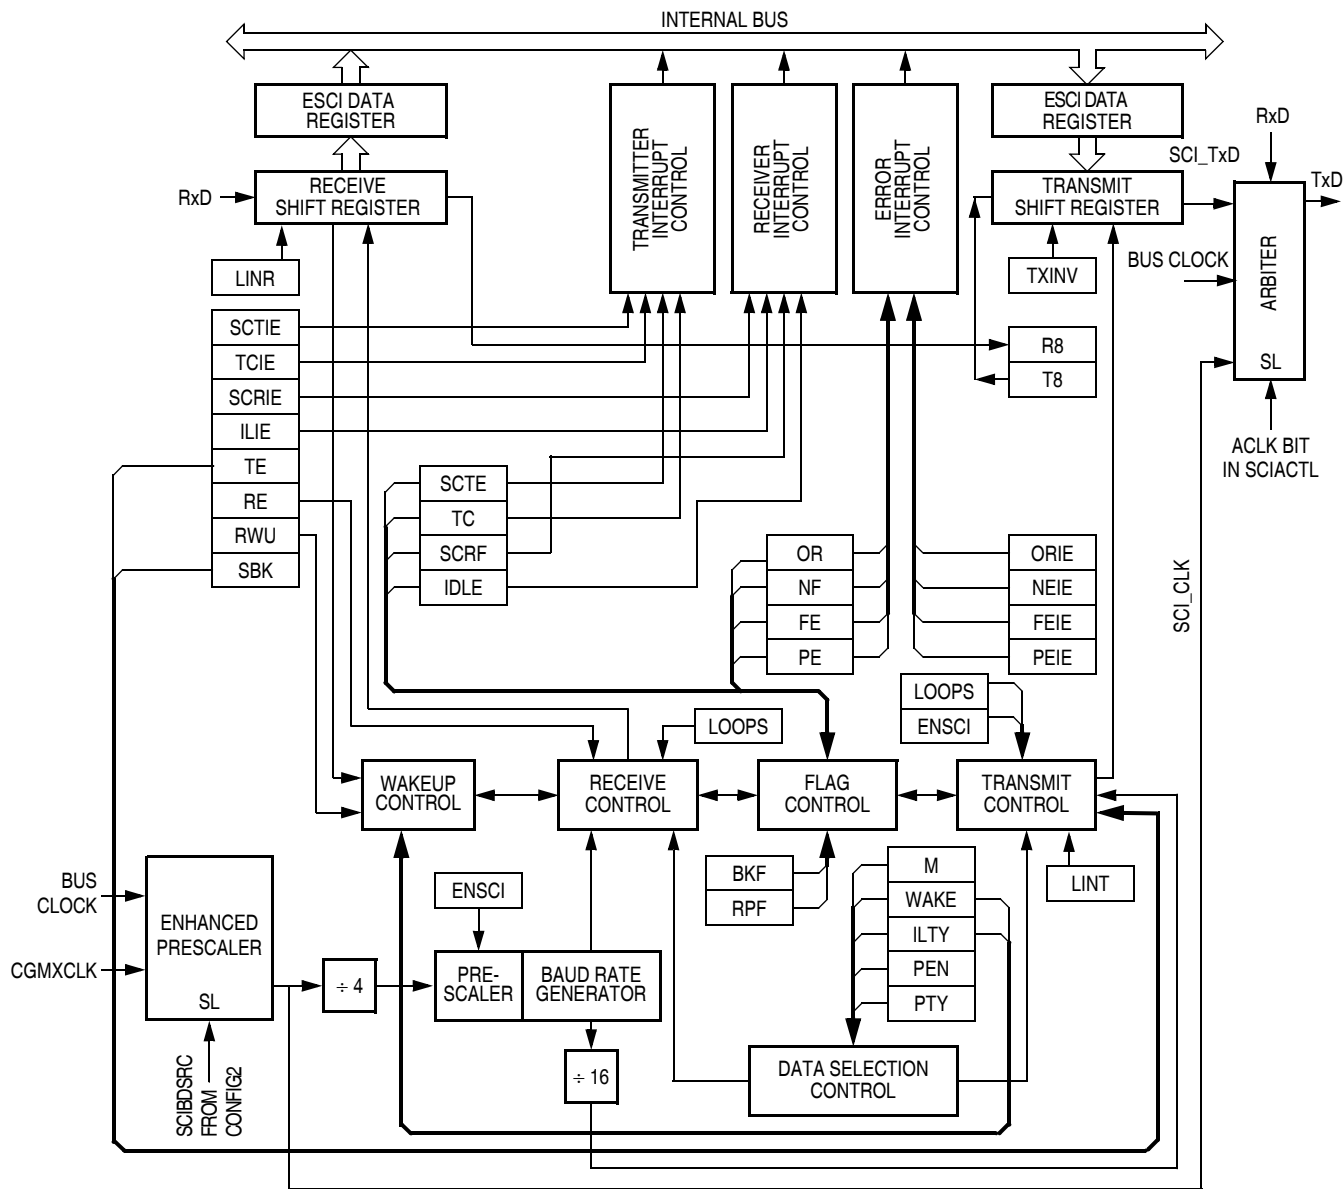 INTERNAL BUS
ESCI DATA
REGISTER
TRANSMITTER
INTERRUPT
CONTROL
RECEIVER
INTERRUPT
CONTROL
ERROR
INTERRUPT
CONTROL
ESCI DATA
REGISTER
RxD
SCI_TxD
TxD
RxD
RECEIVE
SHIFT REGISTER
TRANSMIT
SHIFT REGISTER
ARBITER
SL
BUS CLOCK
LINR
TXINV
SCTIE
TCIE
SCRIE
ILIE
TE
RE
RWU
SBK
R8
T8
ACLK BIT
IN SCIACTL
SCTE
TC
SCRF
IDLE
OR
NF
FE
PE
ORIE
NEIE
FEIE
PEIE
SCI_CLK
LOOPS
LOOPS
ENSCI
WAKEUP
CONTROL
RECEIVE
CONTROL
FLAG
CONTROL
TRANSMIT
CONTROL
BUS
CLOCK
CGMXCLK
ENHANCED
PRESCALER
SL
ENSCI
BKF
RPF
M
WAKE
ILTY
PEN
PTY
LINT
÷ 4
PRE-
SCALER
BAUD RATE
GENERATOR
÷ 16
DATA SELECTION
CONTROL
SCIBDSRC
FROM
CONFIG2